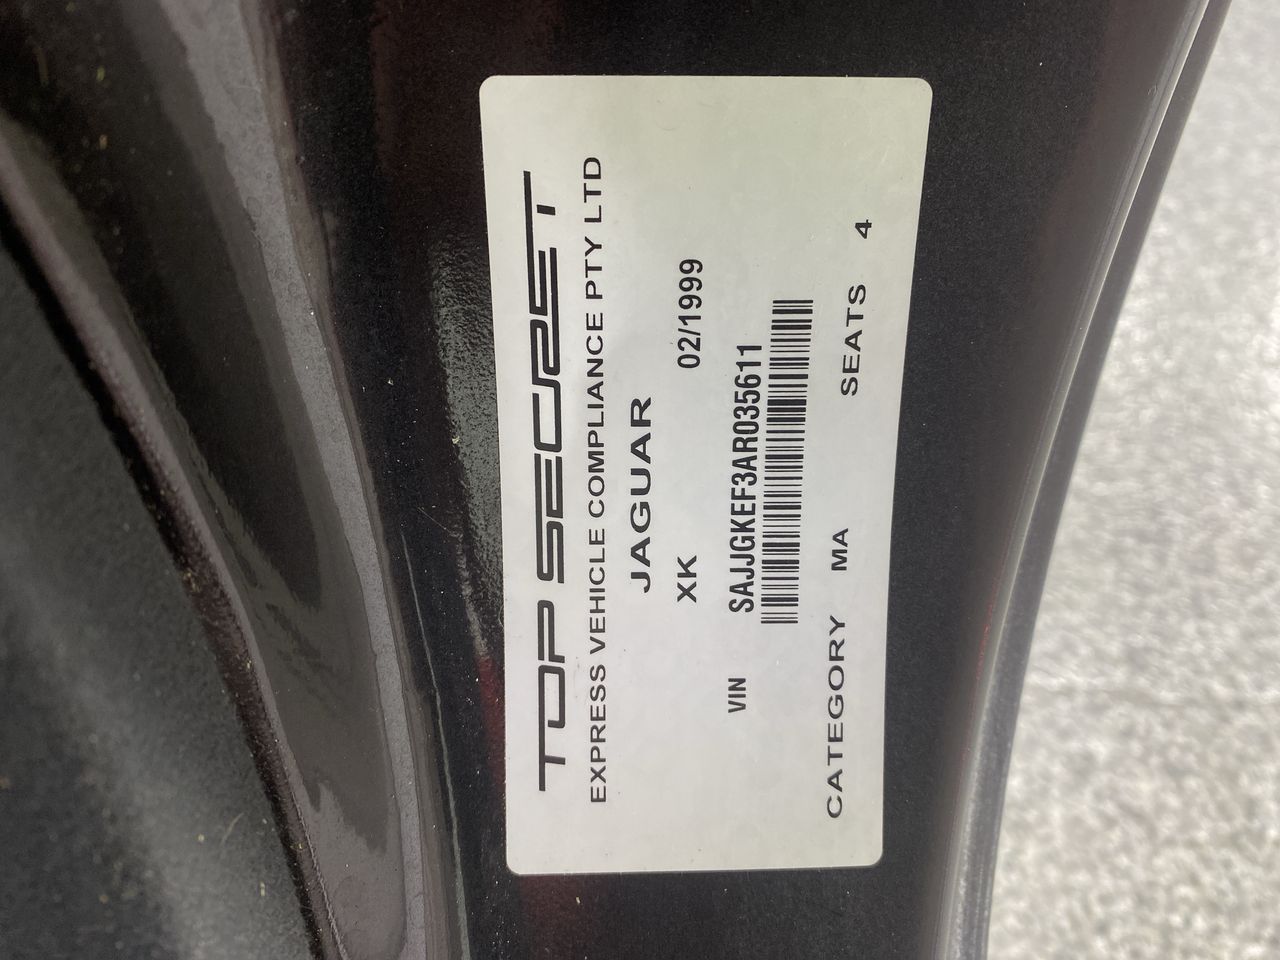 TOP SECRET
EXPRESS VEHICLE COMPLIANCE PTY LTD
JAGUAR
XK 02/1999
VIN SAJJGKEF3AR035611
CATEGORY MA SEATS 4